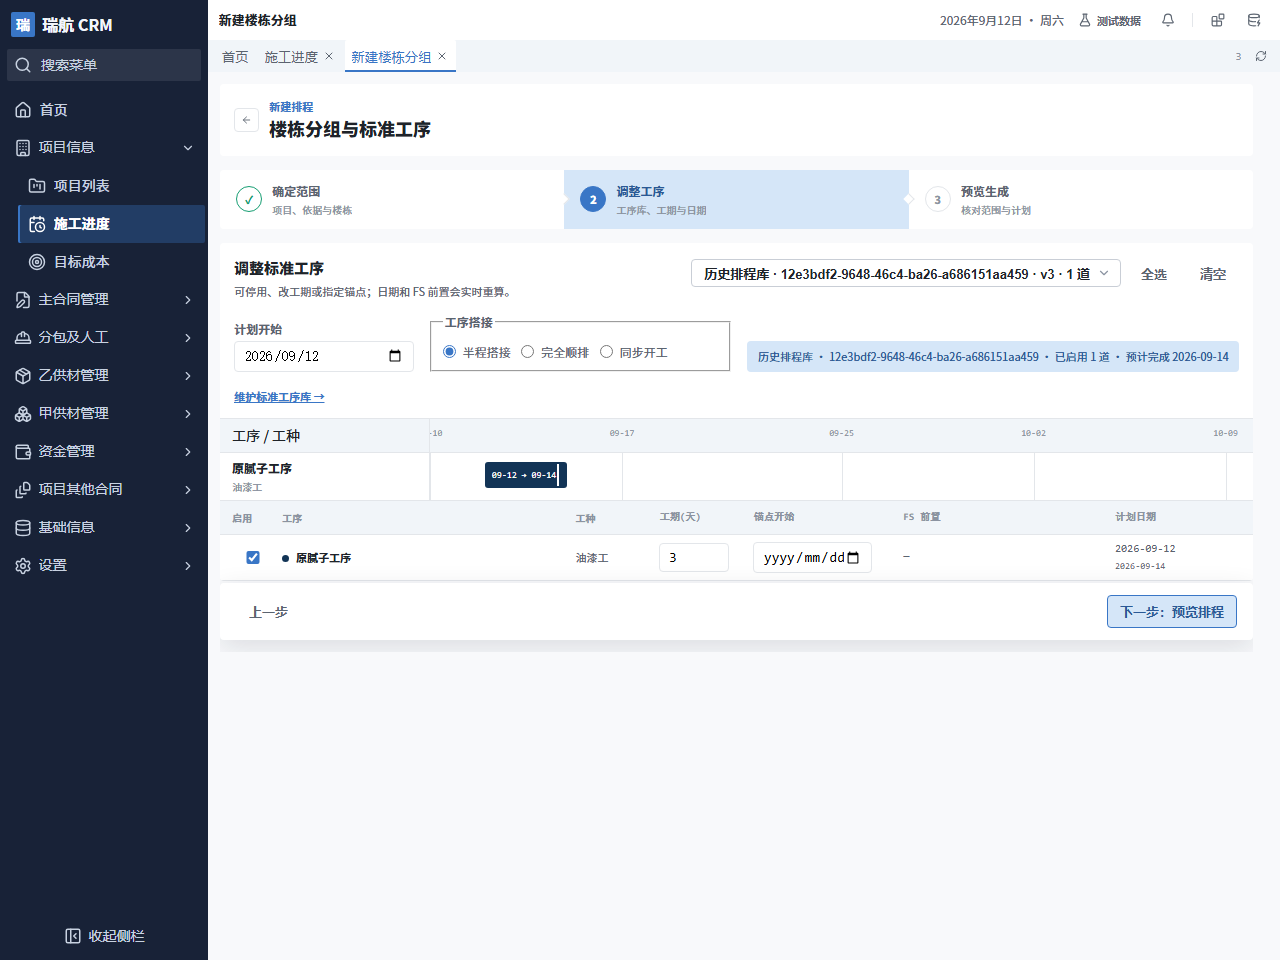 瑞 瑞航 CRM
搜索菜单
首页
项目信息
项目列表
施工进度
目标成本
主合同管理
分包及人工
乙供材管理
甲供材管理
资金管理
项目其他合同
基础信息
设置
收起侧栏
新建楼栋分组
2026年9月12日 · 周六 测试数据
首页 施工进度 × 新建楼栋分组 ×
3
新建排程
楼栋分组与标准工序
✓ 确定范围
项目、依据与楼栋
2 调整工序
工序库、工期与日期
3 预览生成
核对范围与计划
调整标准工序
可停用、改工期或指定锚点；日期和 FS 前置会实时重算。
历史排程库 · 12e3bdf2-9648-46c4-ba26-a686151aa459 · v3 · 1 道
全选 清空
计划开始
2026/09/12
工序搭接
半程搭接 完全顺排 同步开工
历史排程库 · 12e3bdf2-9648-46c4-ba26-a686151aa459 · 已启用 1 道 · 预计完成 2026-09-14
维护标准工序库 →
工序 / 工种 -10 09-17 09-25 10-02 10-09
原腻子工序
油漆工
09-12 → 09-14
启用 工序 工种 工期(天) 锚点开始 FS 前置 计划日期
原腻子工序 油漆工 3 yyyy/mm/dd — 2026-09-12
2026-09-14
上一步 下一步：预览排程